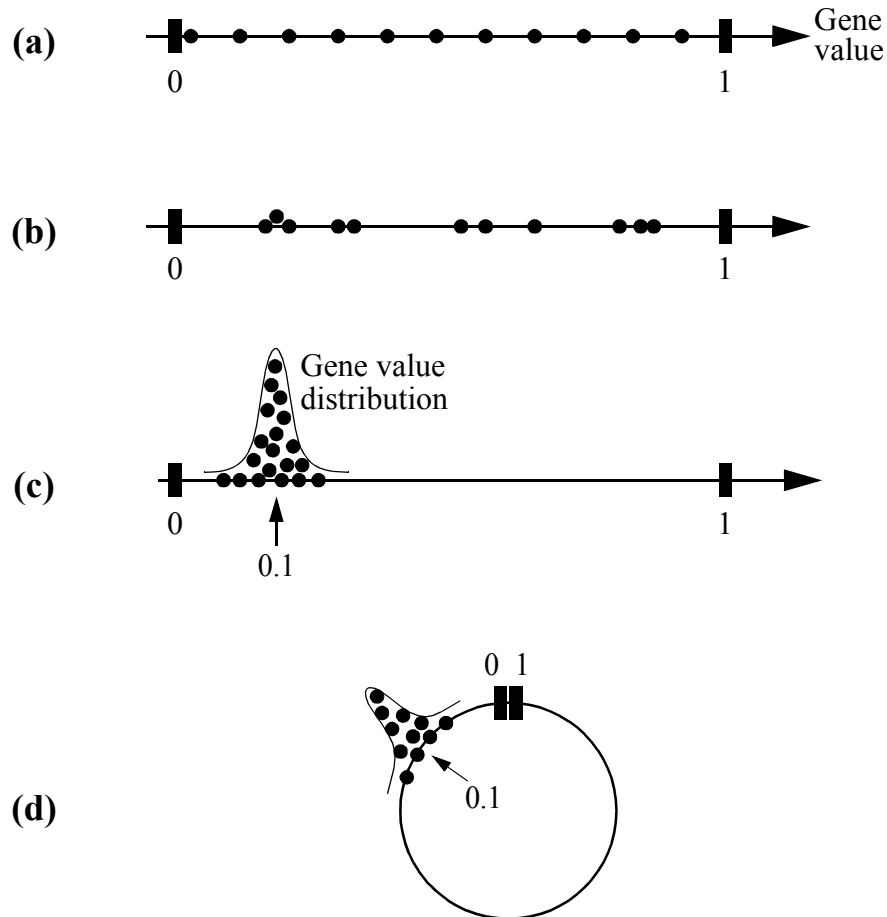 (a)
Gene
value
0 1
(b)
0 1
Gene value
distribution
(c)
0 1
0.1
0 1
0.1
(d)